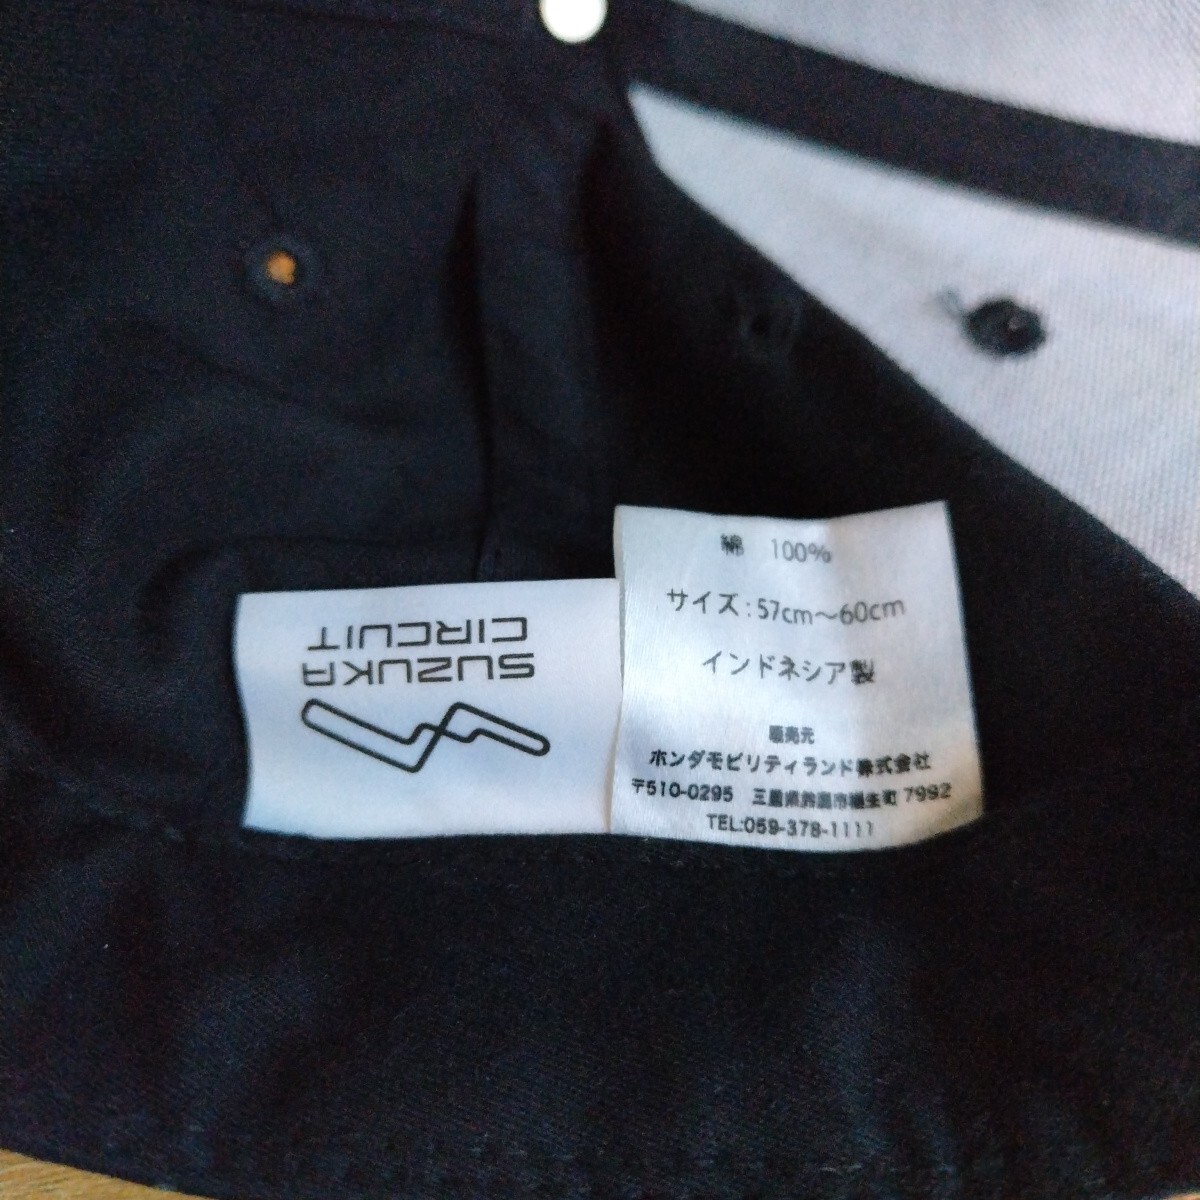 SUZUKA
CIRCUIT
綿 100%
サイズ:57cm～60cm
インドネシア製
販売元
ホンダモビリティランド株式会社
〒510-0295 三重県鈴鹿市稲生町 7992
TEL:059-378-1111